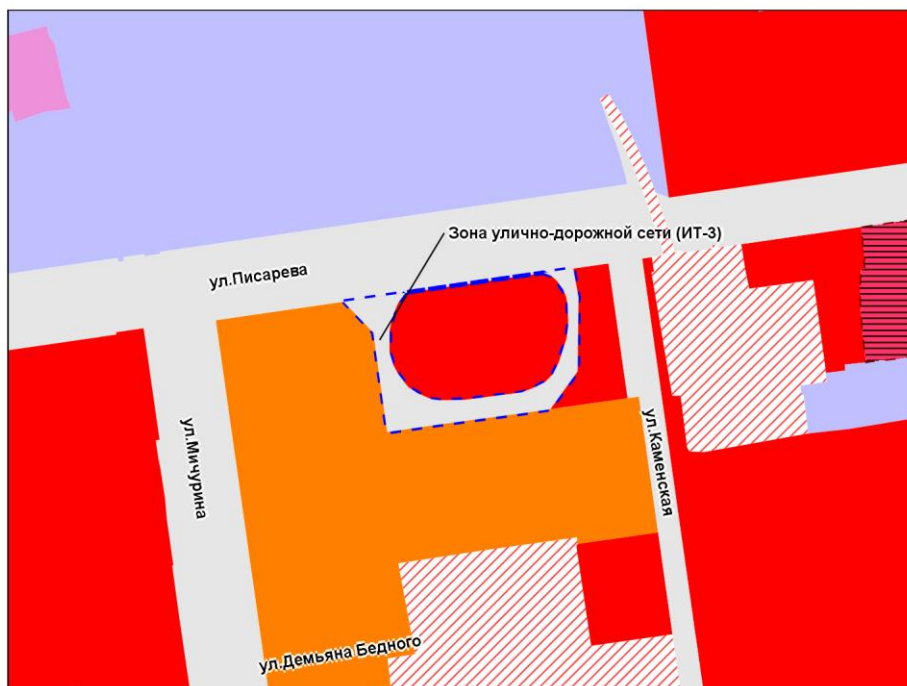 Зона улично-дорожной сети (ИТ-3)
ул.Писарева
ул.Мичурина
ул.Каменская
ул.Демьяна Бедного